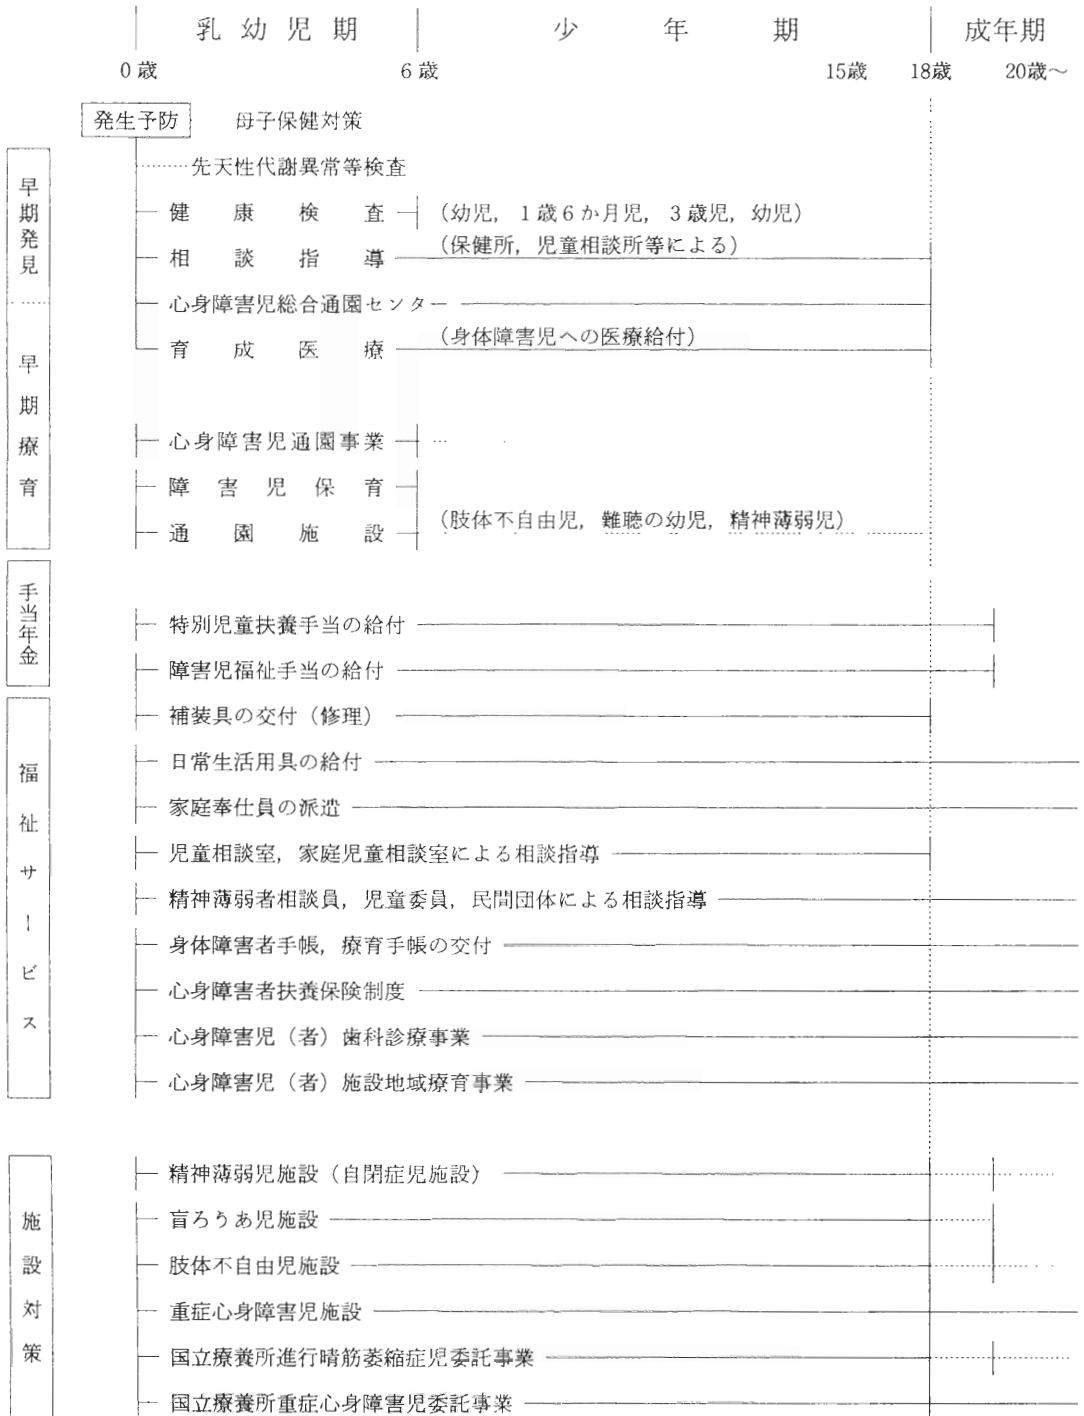 乳幼児期 少年期 成年期
0歳 6歳 15歳 18歳 20歳～
発生予防 母子保健対策
早期発見
先天性代謝異常等検査
健康検査 (幼児, 1歳6か月児, 3歳児, 幼児)
相談指導 (保健所, 児童相談所等による)
早期療育
心身障害児総合通園センター
育成医療 (身体障害児への医療給付)
心身障害児通園事業
障害児保育
通園施設 (肢体不自由児, 難聴の幼児, 精神薄弱児)
手当年金
特別児童扶養手当の給付
障害児福祉手当の給付
福祉サービス
補装具の交付（修理）
日常生活用具の給付
家庭奉仕員の派遣
児童相談室, 家庭児童相談室による相談指導
精神薄弱者相談員, 児童委員, 民間団体による相談指導
身体障害者手帳, 療育手帳の交付
心身障害者扶養保険制度
心身障害児（者）歯科診療事業
心身障害児（者）施設地域療育事業
施設対策
精神薄弱児施設（自閉症児施設）
盲ろうあ児施設
肢体不自由児施設
重症心身障害児施設
国立療養所進行晴筋萎縮症児委託事業
国立療養所重症心身障害児委託事業